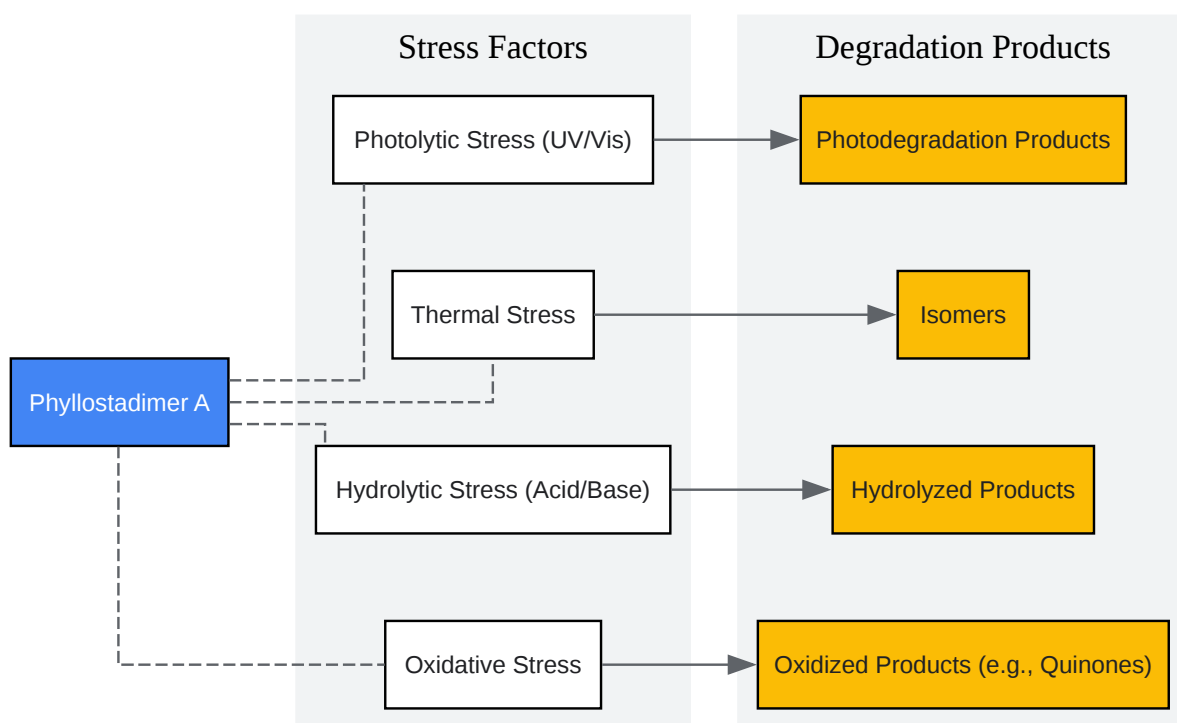 Stress Factors
Degradation Products
Photolytic Stress (UV/Vis)
Photodegradation Products
Thermal Stress
Isomers
Phyllostadimer A
Hydrolytic Stress (Acid/Base)
Hydrolyzed Products
Oxidative Stress
Oxidized Products (e.g., Quinones)